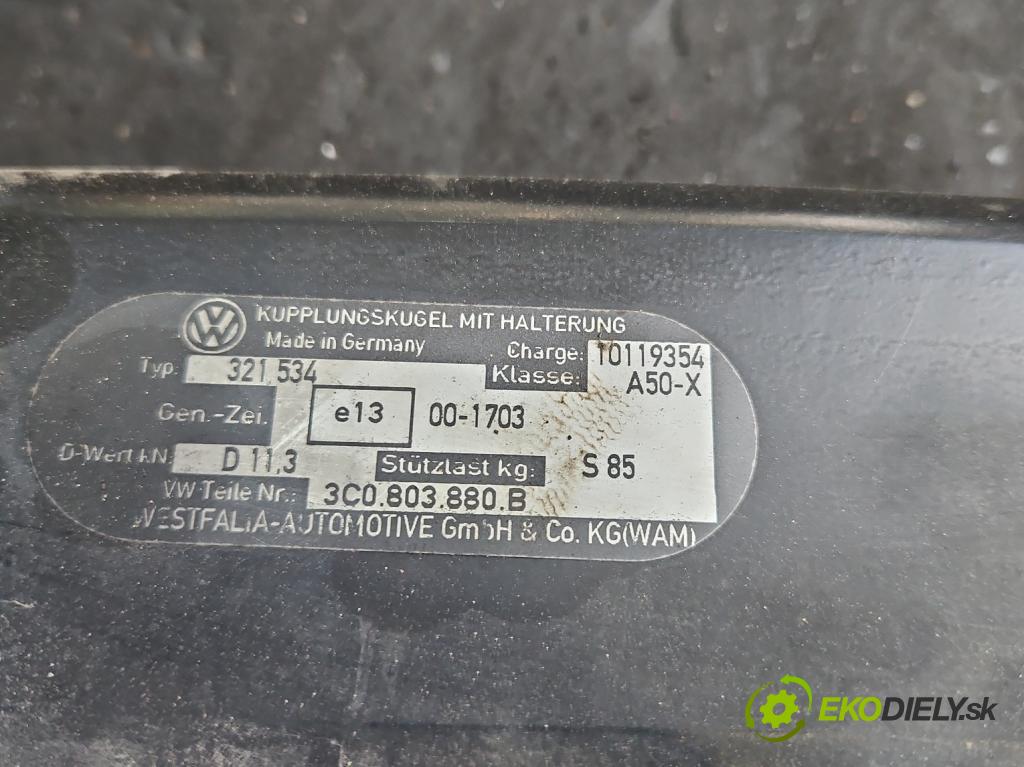 VW KUPPLUNGSKUGEL MIT HALTERUNG
Made in Germany Charge: 10119354
Typ: 321 534 Klasse: A50-X
Gen.-Zei. e13 00-1703
D-Wert kN: D 11,3 Stützlast kg: S 85
VW Teile Nr.: 3C0.803.880.B
WESTFALIA-AUTOMOTIVE GmbH & Co. KG(WAM)
EKODIELY.sk